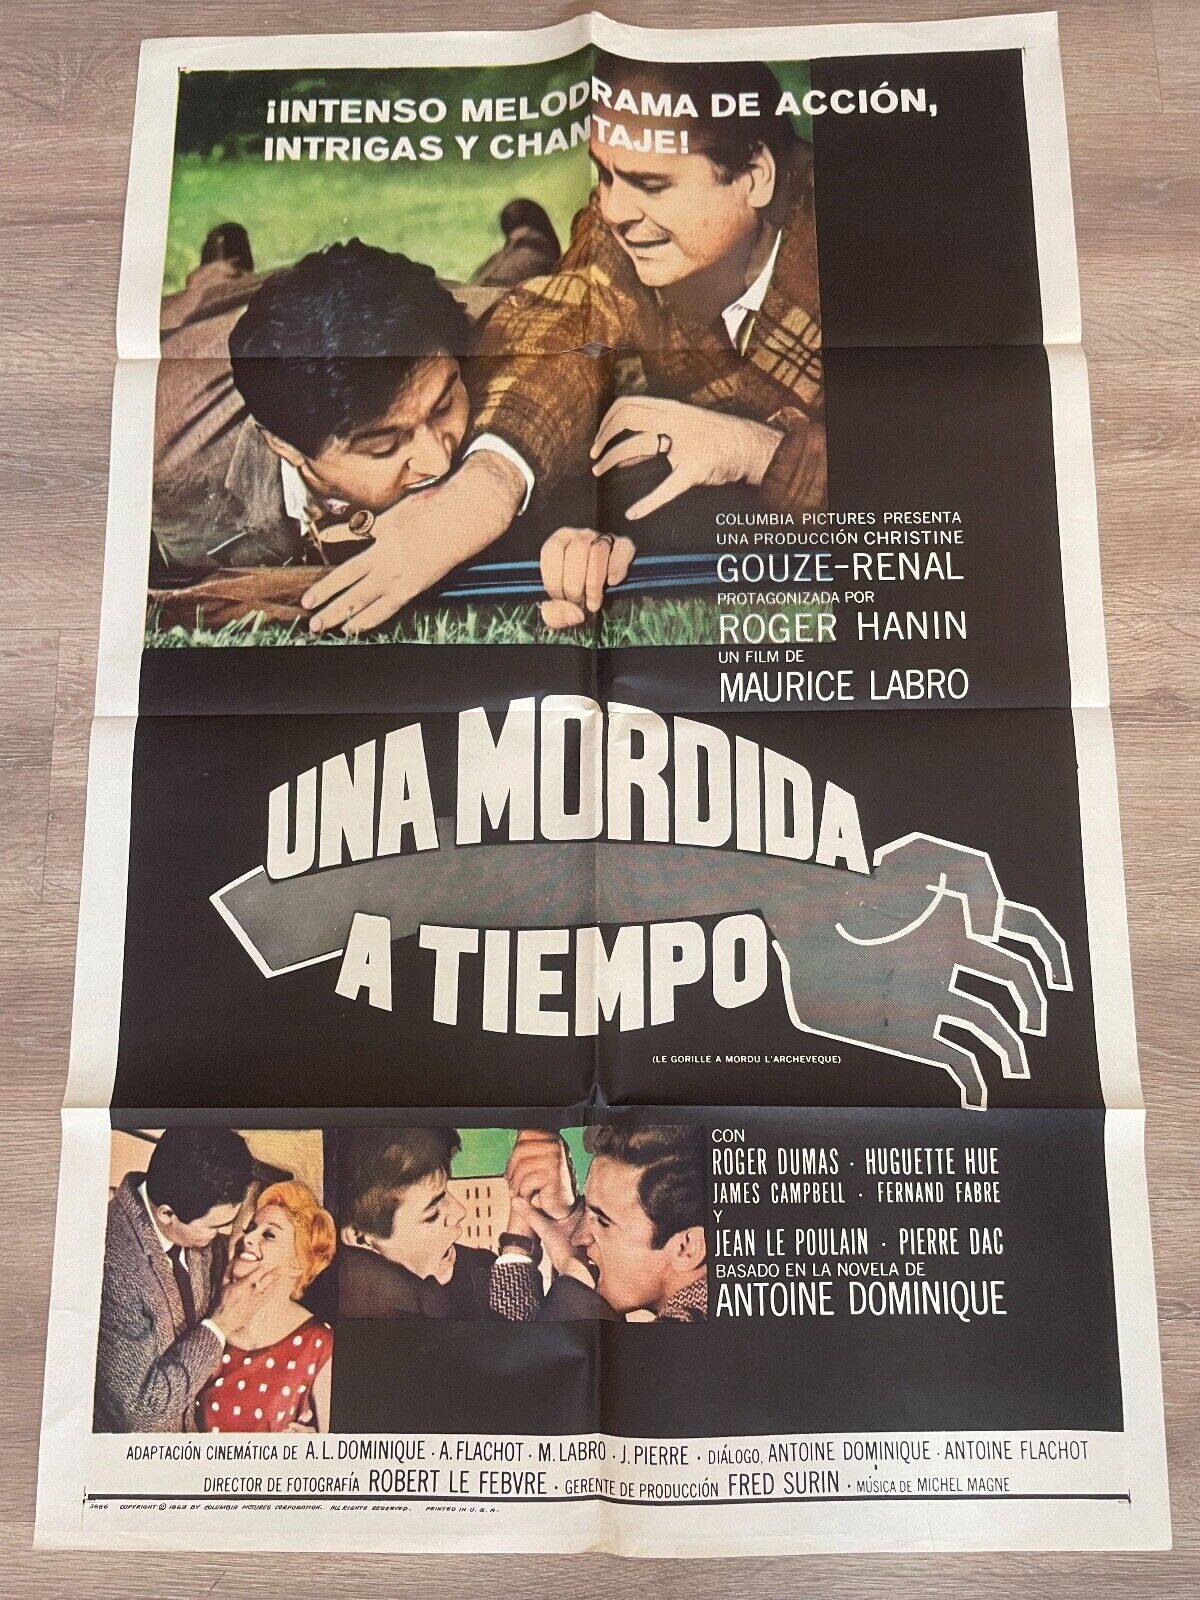 ¡INTENSO MELODRAMA DE ACCIÓN,
INTRIGAS Y CHANTAJE!
COLUMBIA PICTURES PRESENTA
UNA PRODUCCIÓN CHRISTINE
GOUZE-RENAL
PROTAGONIZADA POR
ROGER HANIN
UN FILM DE
MAURICE LABRO
UNA MORDIDA
A TIEMPO
(LE GORILLE A MORDU L'ARCHEVEQUE)
CON
ROGER DUMAS · HUGUETTE HUE
JAMES CAMPBELL · FERNAND FABRE
Y
JEAN LE POULAIN · PIERRE DAC
BASADO EN LA NOVELA DE
ANTOINE DOMINIQUE
ADAPTACIÓN CINEMÁTICA DE A.L. DOMINIQUE · A. FLACHOT · M. LABRO · J. PIERRE · DIÁLOGO, ANTOINE DOMINIQUE · ANTOINE FLACHOT
DIRECTOR DE FOTOGRAFÍA ROBERT LE FEBVRE · GERENTE DE PRODUCCIÓN FRED SURIN · MÚSICA DE MICHEL MAGNE
3866 COPYRIGHT © 1963 BY COLUMBIA PICTURES CORPORATION. ALL RIGHTS RESERVED. PRINTED IN U.S.A.